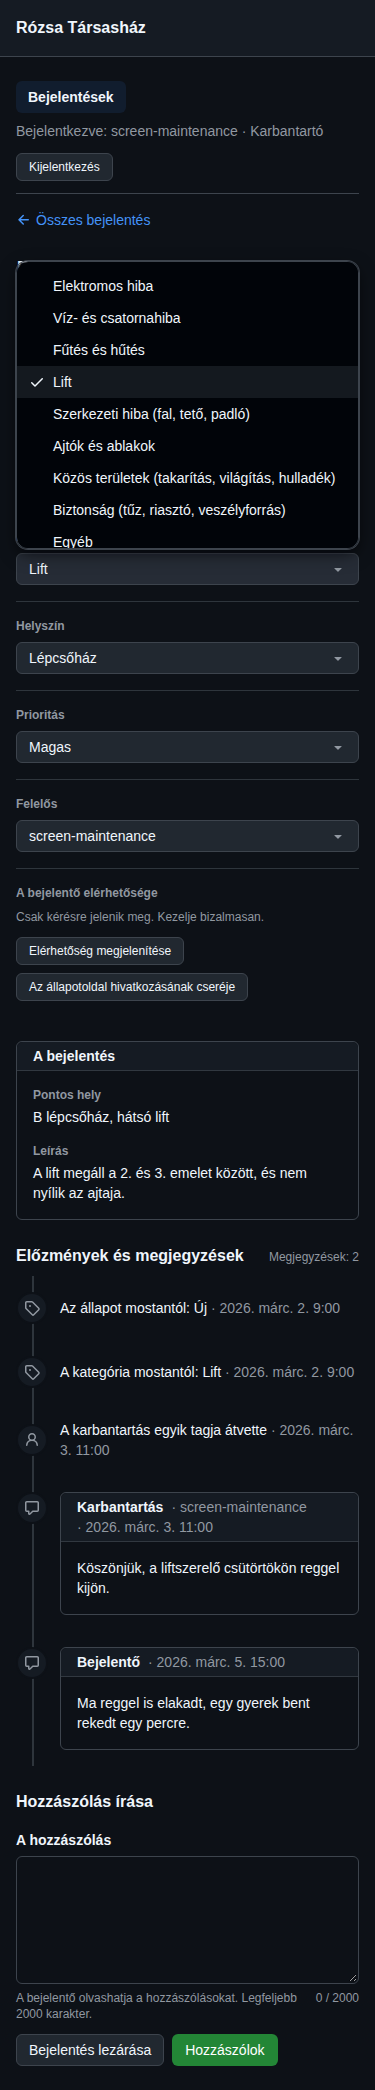 Rózsa Társasház
Bejelentések
Bejelentkezve: screen-maintenance · Karbantartó
Kijelentkezés
← Összes bejelentés
Elektromos hiba
Víz- és csatornahiba
Fűtés és hűtés
Lift
Szerkezeti hiba (fal, tető, padló)
Ajtók és ablakok
Közös területek (takarítás, világítás, hulladék)
Biztonság (tűz, riasztó, veszélyforrás)
Egyéb
Lift
Helyszín
Lépcsőház
Prioritás
Magas
Felelős
screen-maintenance
A bejelentő elérhetősége
Csak kérésre jelenik meg. Kezelje bizalmasan.
Elérhetőség megjelenítése
Az állapotoldal hivatkozásának cseréje
A bejelentés
Pontos hely
B lépcsőház, hátsó lift
Leírás
A lift megáll a 2. és 3. emelet között, és nem
nyílik az ajtaja.
Előzmények és megjegyzések Megjegyzések: 2
Az állapot mostantól: Új · 2026. márc. 2. 9:00
A kategória mostantól: Lift · 2026. márc. 2. 9:00
A karbantartás egyik tagja átvette · 2026. márc.
3. 11:00
Karbantartás · screen-maintenance
· 2026. márc. 3. 11:00
Köszönjük, a liftszerelő csütörtökön reggel
kijön.
Bejelentő · 2026. márc. 5. 15:00
Ma reggel is elakadt, egy gyerek bent
rekedt egy percre.
Hozzászólás írása
A hozzászólás
A bejelentő olvashatja a hozzászólásokat. Legfeljebb 0 / 2000
2000 karakter.
Bejelentés lezárása Hozzászólok